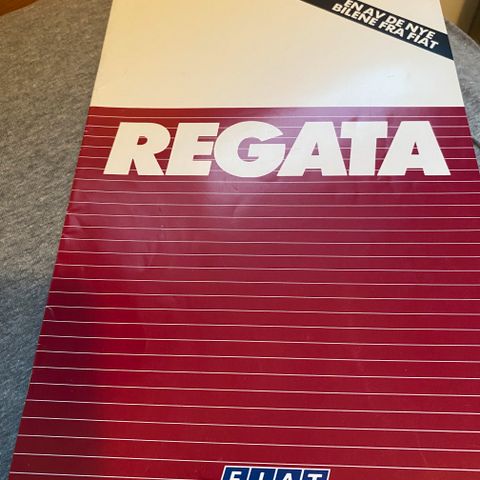 EN AV DE NYE
BILENE FRA FIAT
REGATA
FIAT